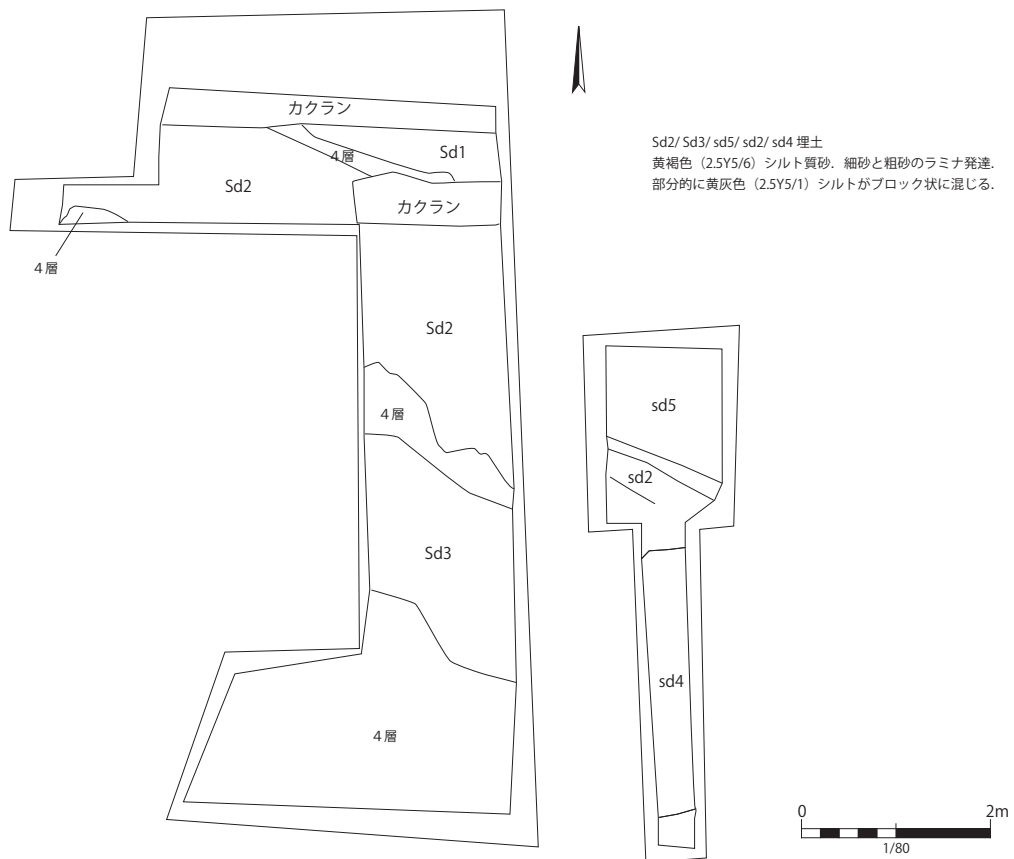 カクラン
4層
Sd1
Sd2
カクラン
4層
Sd2
4層
Sd3
4層
Sd2/ Sd3/ sd5/ sd2/ sd4 埋土
黄褐色（2.5Y5/6）シルト質砂．細砂と粗砂のラミナ発達．
部分的に黄灰色（2.5Y5/1）シルトがブロック状に混じる．
sd5
sd2
sd4
0 2m
1/80